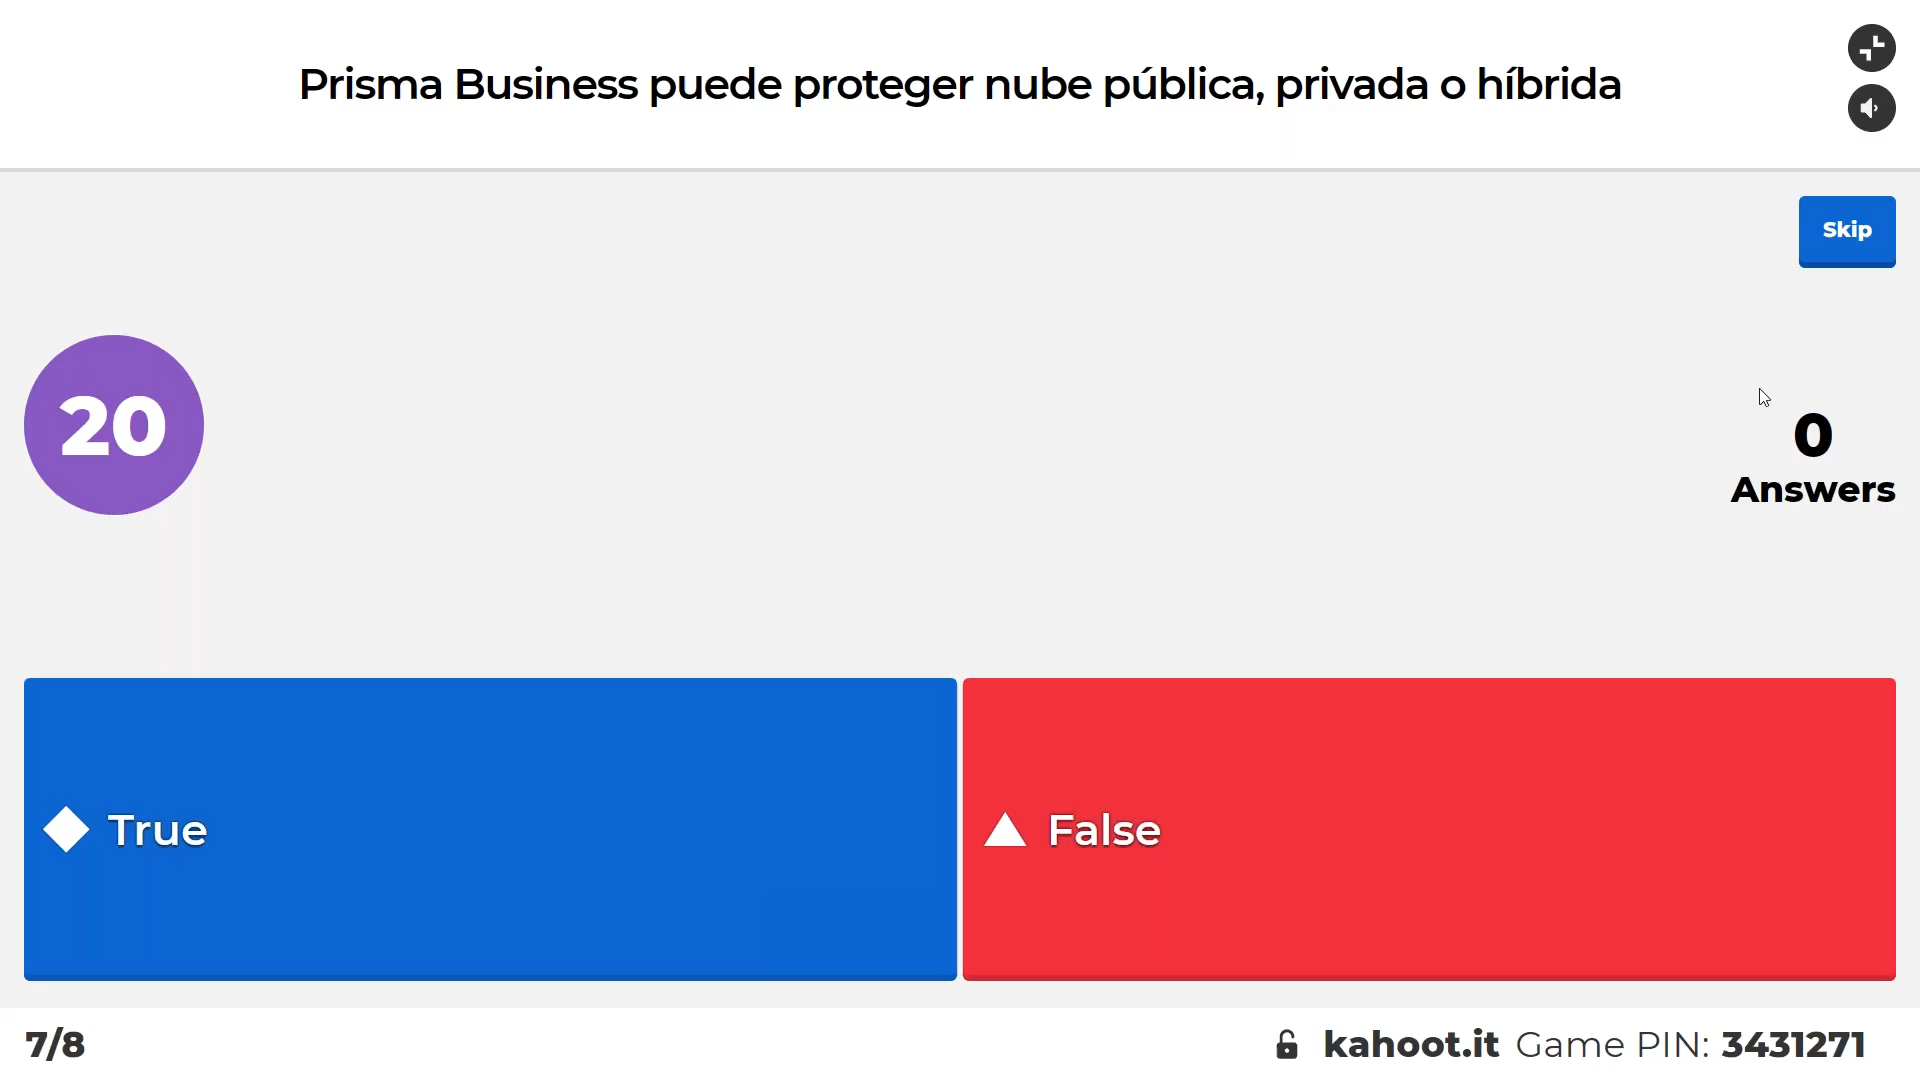 Prisma Business puede proteger nube pública, privada o híbrida
Skip
20
0
Answers
True
False
7/8
kahoot.it Game PIN: 3431271